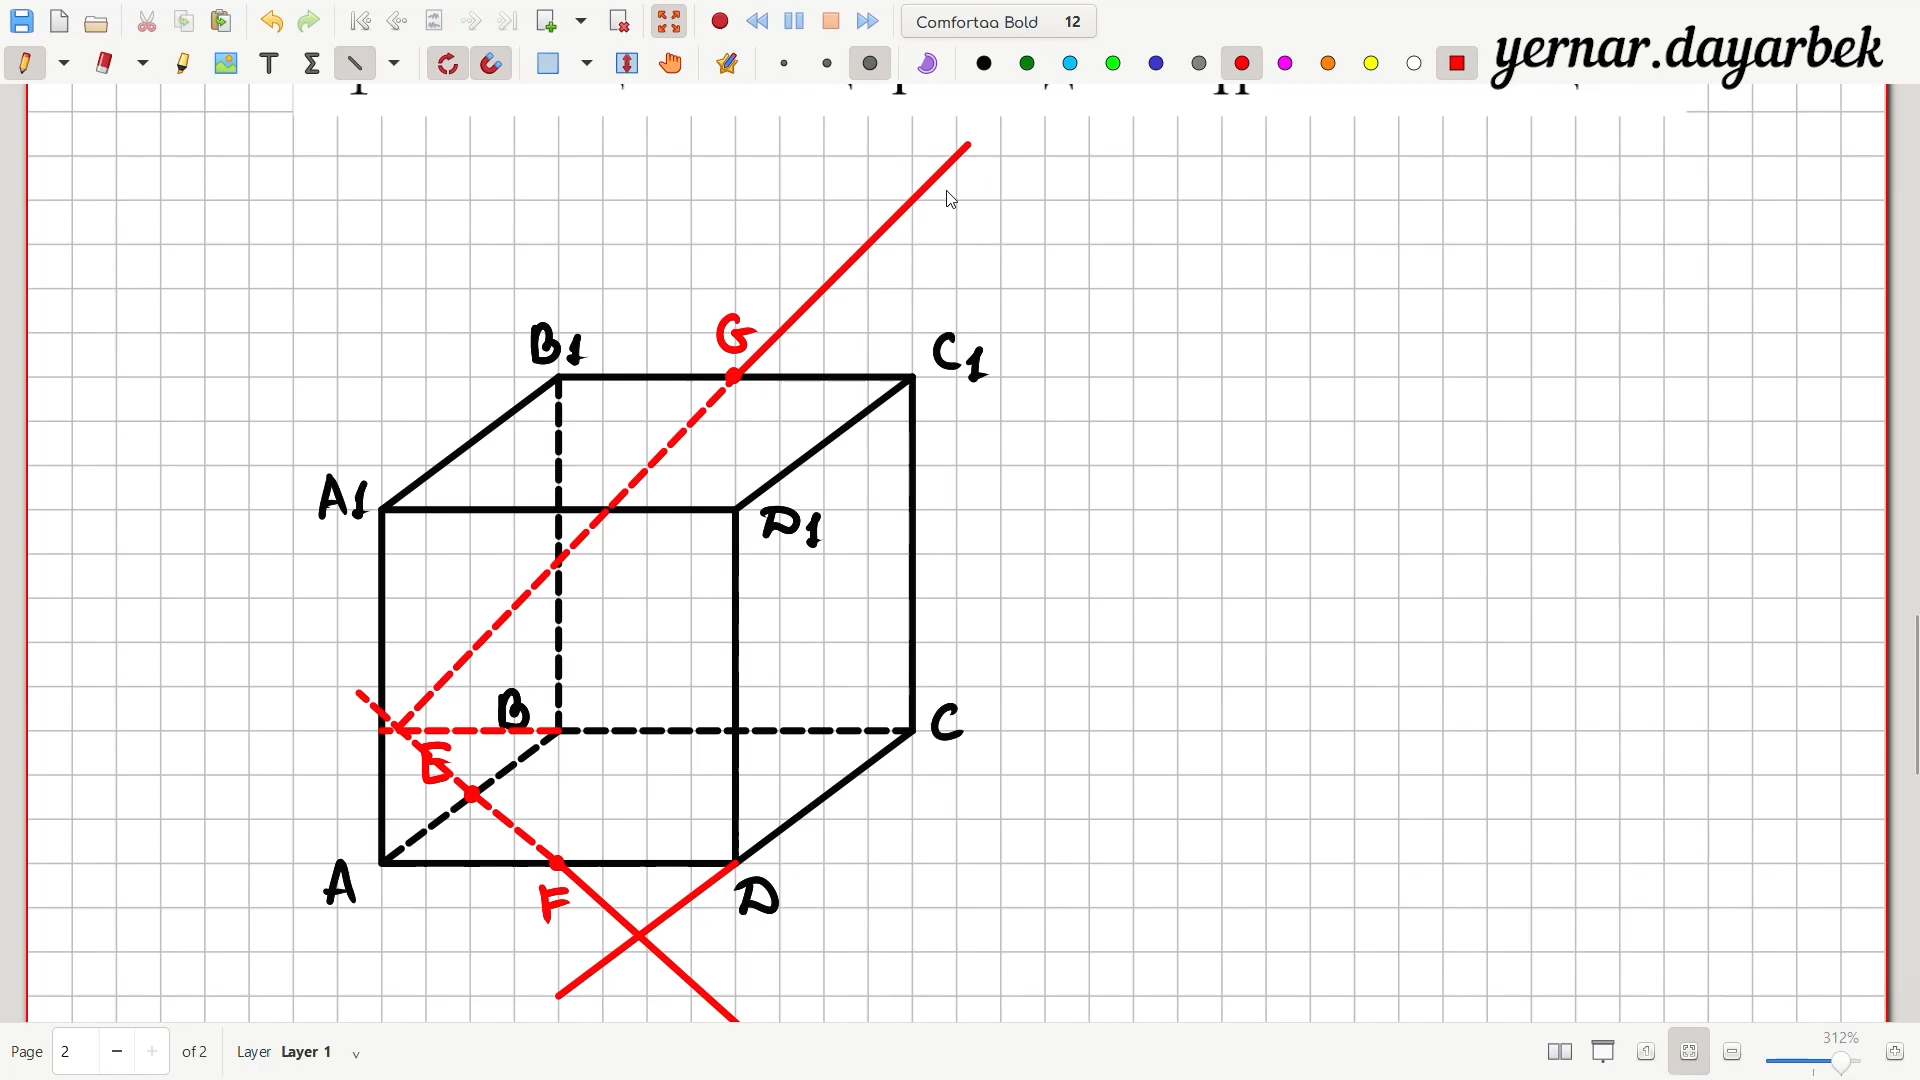 Comfortaa Bold 12
yernar.dayarbek
G
B1
C1
A1
D1
B
C
E
A
F
D
Page 2 of 2 Layer Layer 1
312%